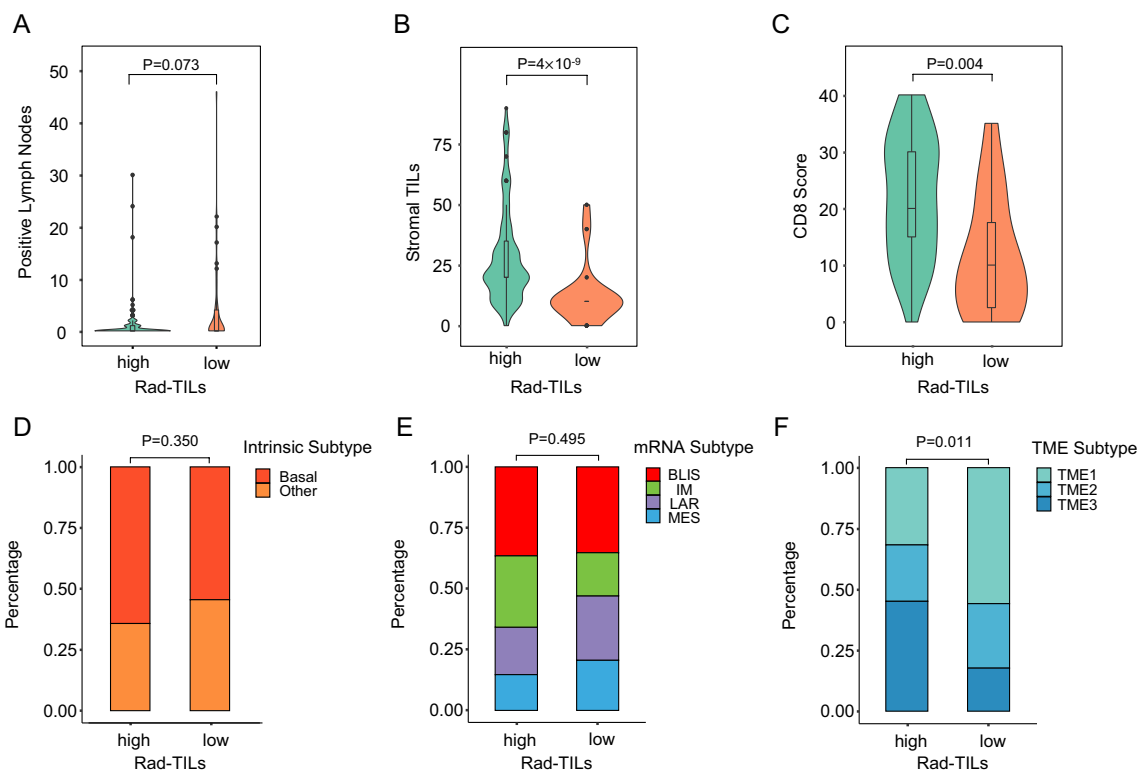 A
Positive Lymph Nodes
50
40
30
20
10
0
P=0.073
high
low
Rad-TILs
B
Stromal TILs
75
50
25
0
P=4×10-9
high
low
Rad-TILs
C
CD8 Score
40
30
20
10
0
P=0.004
high
low
Rad-TILs
D
Percentage
1.00
0.75
0.50
0.25
0.00
P=0.350
Intrinsic Subtype
Basal
Other
high
low
Rad-TILs
E
Percentage
1.00
0.75
0.50
0.25
0.00
P=0.495
mRNA Subtype
BLIS
IM
LAR
MES
high
low
Rad-TILs
F
Percentage
1.00
0.75
0.50
0.25
0.00
P=0.011
TME Subtype
TME1
TME2
TME3
high
low
Rad-TILs